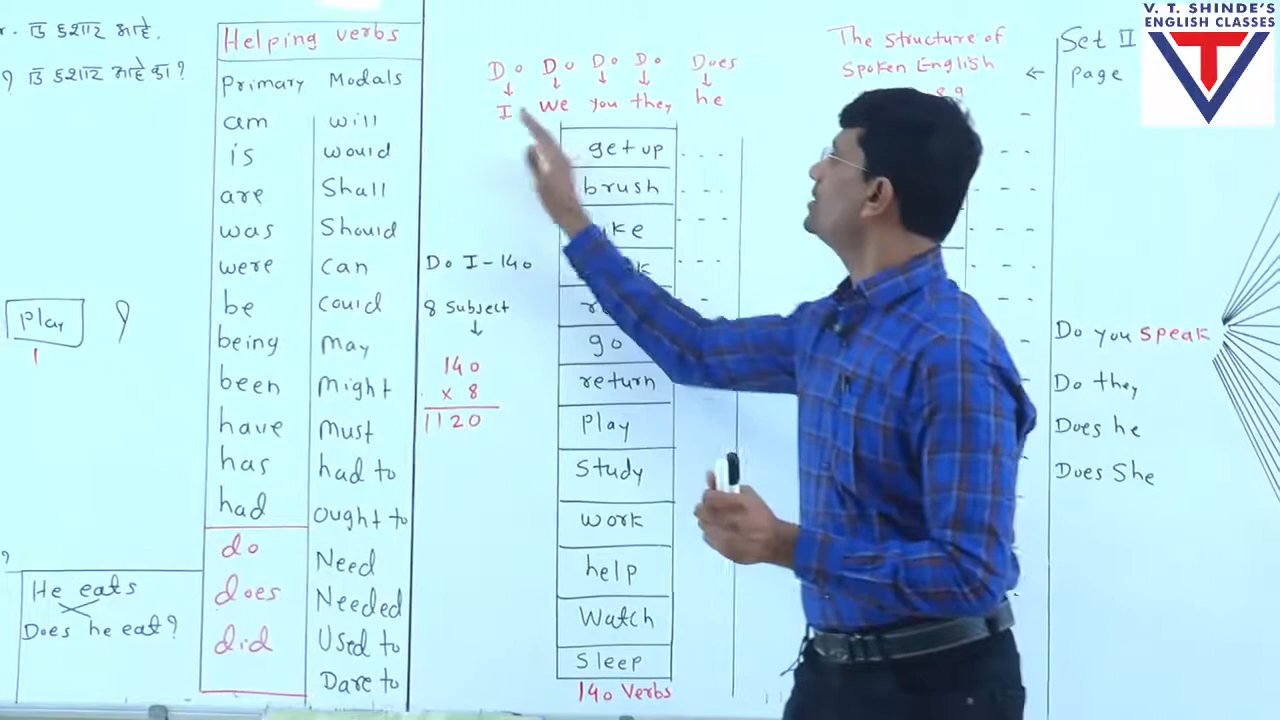 V. T. SHINDE'S
ENGLISH CLASSES
VT
हुशार आहे.
हुशार आहे का?
Play ?
1
He eats
Does he eat?
Helping verbs
Primary Modals
am will
is would
are Shall
was Should
were can
be could
being may
been might
have must
has had to
had ought to
do Need
does Needed
did Used to
Dare to
Do Do Do Do Does
I we you they he
Do I - 140
8 Subject
140
x 8
1120
get up
brush
go
return
Play
Study
work
help
Watch
Sleep
140 Verbs
The structure of
Spoken English
Set II
page
Do you speak
Do they
Does he
Does She